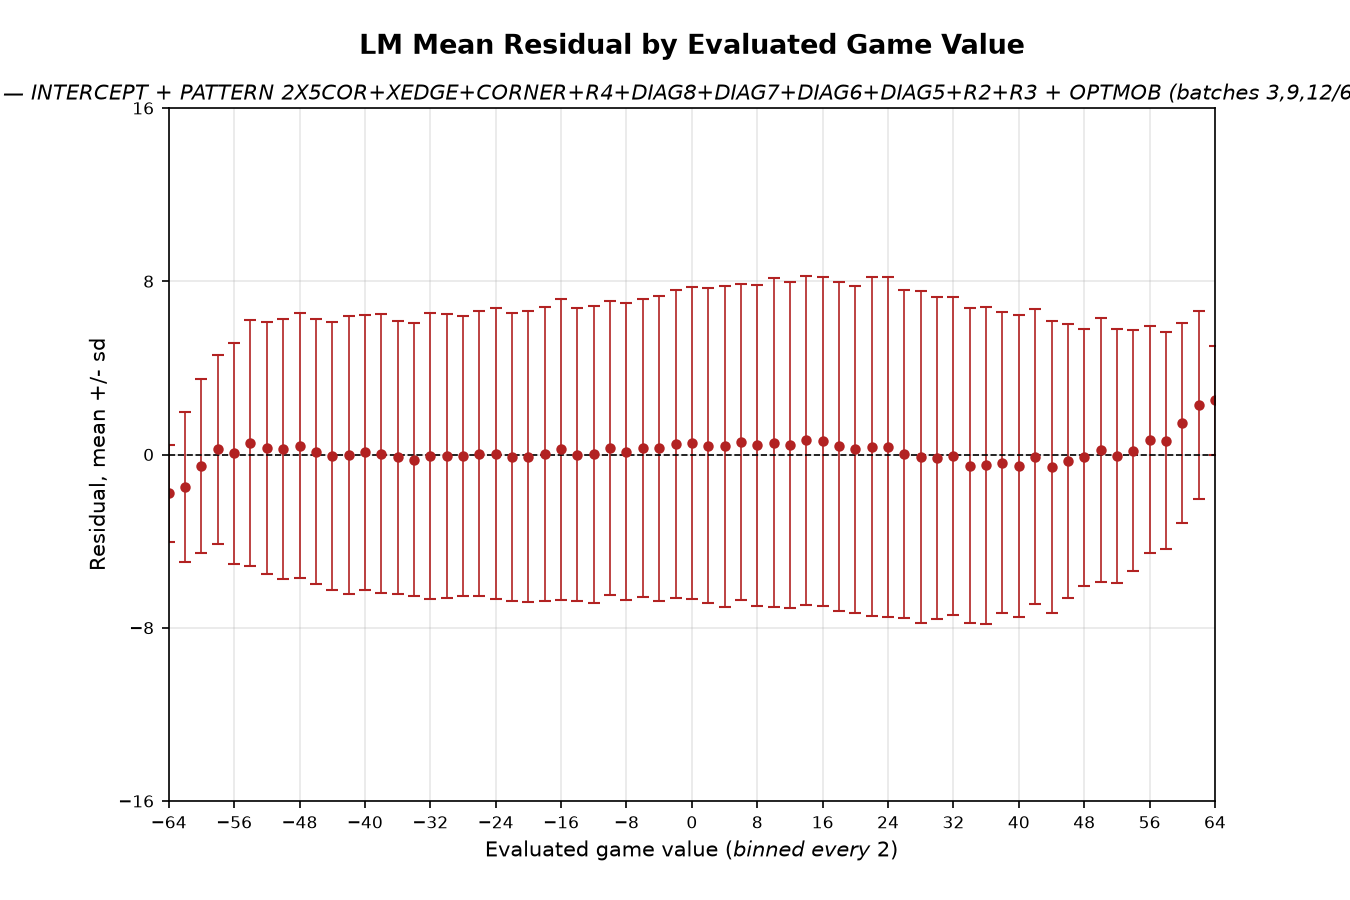 LM Mean Residual by Evaluated Game Value
— INTERCEPT + PATTERN 2X5COR+XEDGE+CORNER+R4+DIAG8+DIAG7+DIAG6+DIAG5+R2+R3 + OPTMOB (batches 3,9,12/6
16
8
0
−8
−16
Residual, mean +/- sd
−64 −56 −48 −40 −32 −24 −16 −8 0 8 16 24 32 40 48 56 64
Evaluated game value (binned every 2)